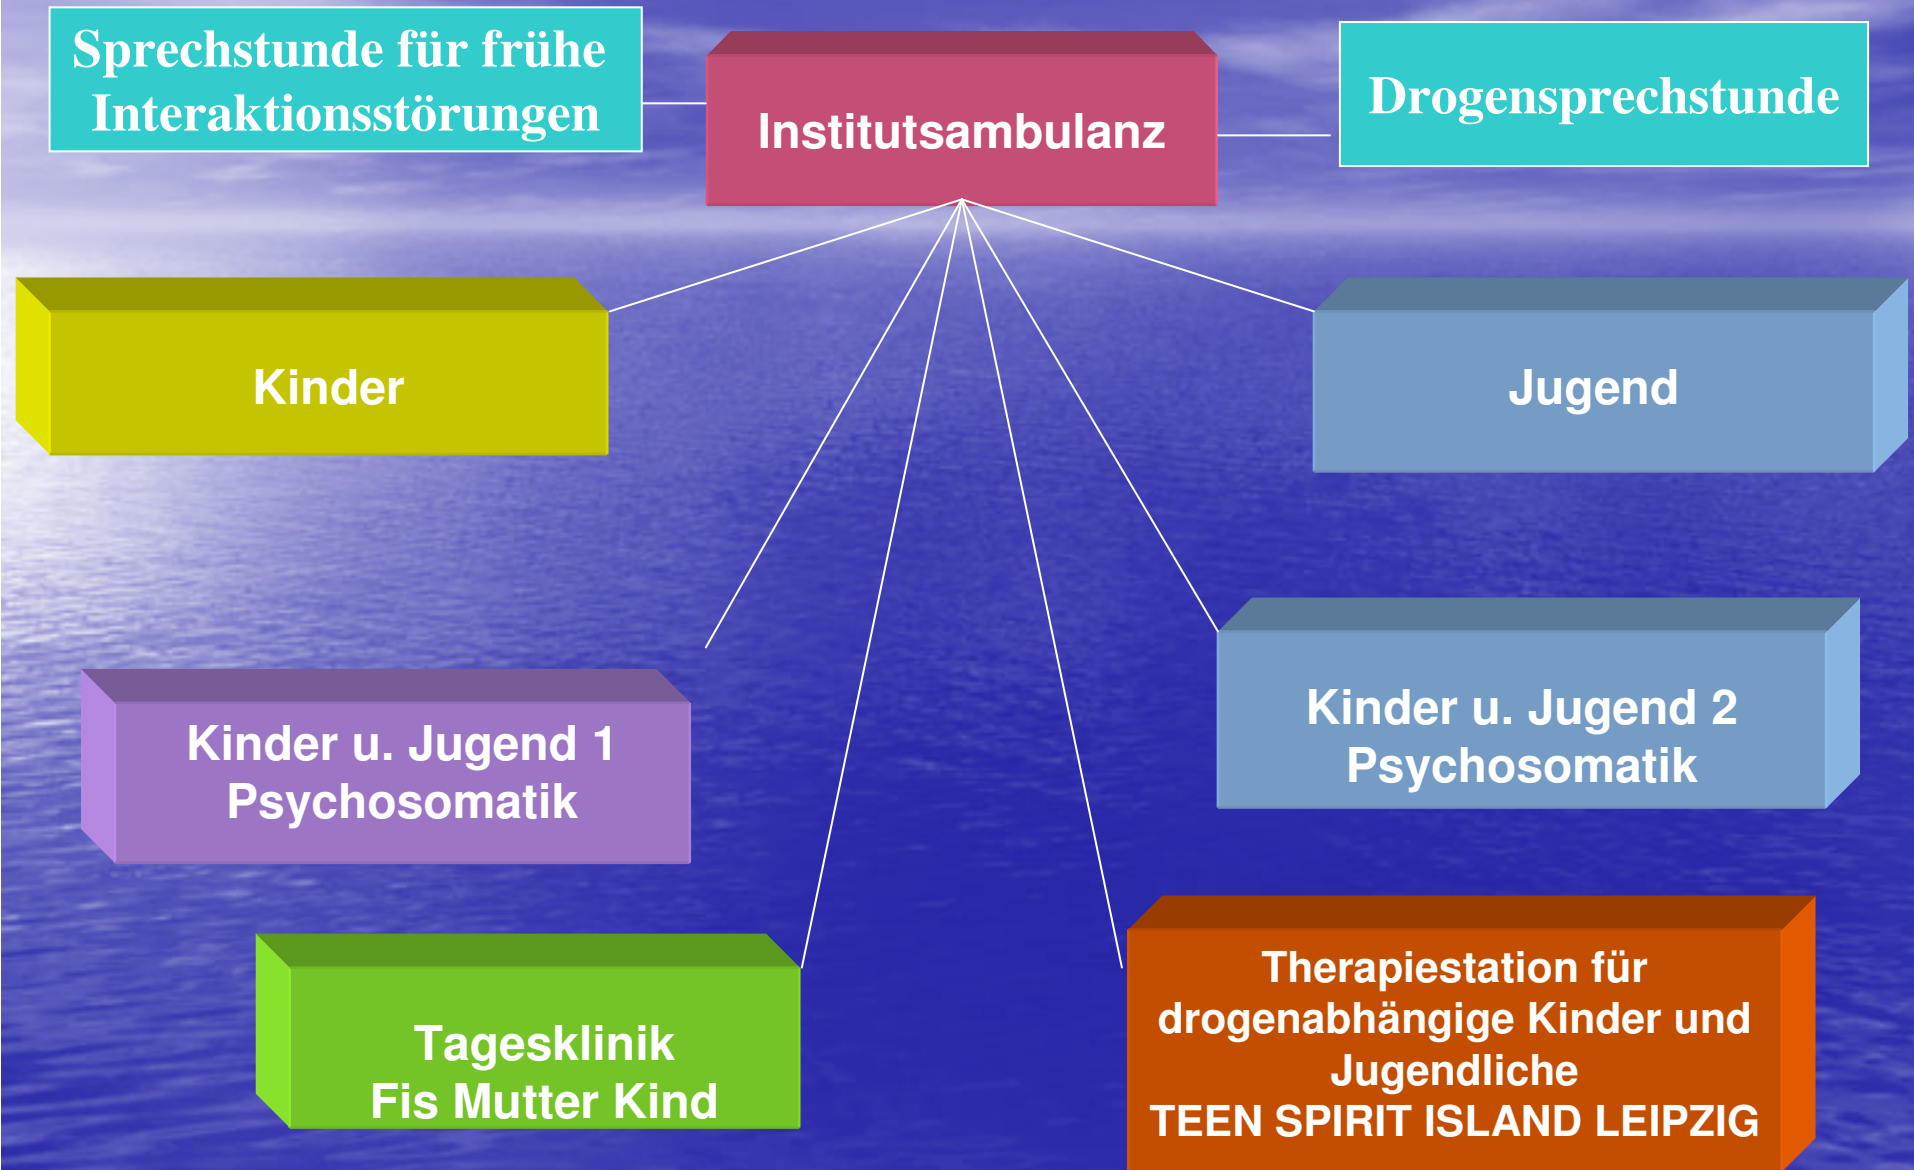 Sprechstunde für frühe
Interaktionsstörungen
Institutsambulanz
Drogensprechstunde
Kinder
Jugend
Kinder u. Jugend 1
Psychosomatik
Kinder u. Jugend 2
Psychosomatik
Tagesklinik
Fis Mutter Kind
Therapiestation für
drogenabhängige Kinder und
Jugendliche
TEEN SPIRIT ISLAND LEIPZIG